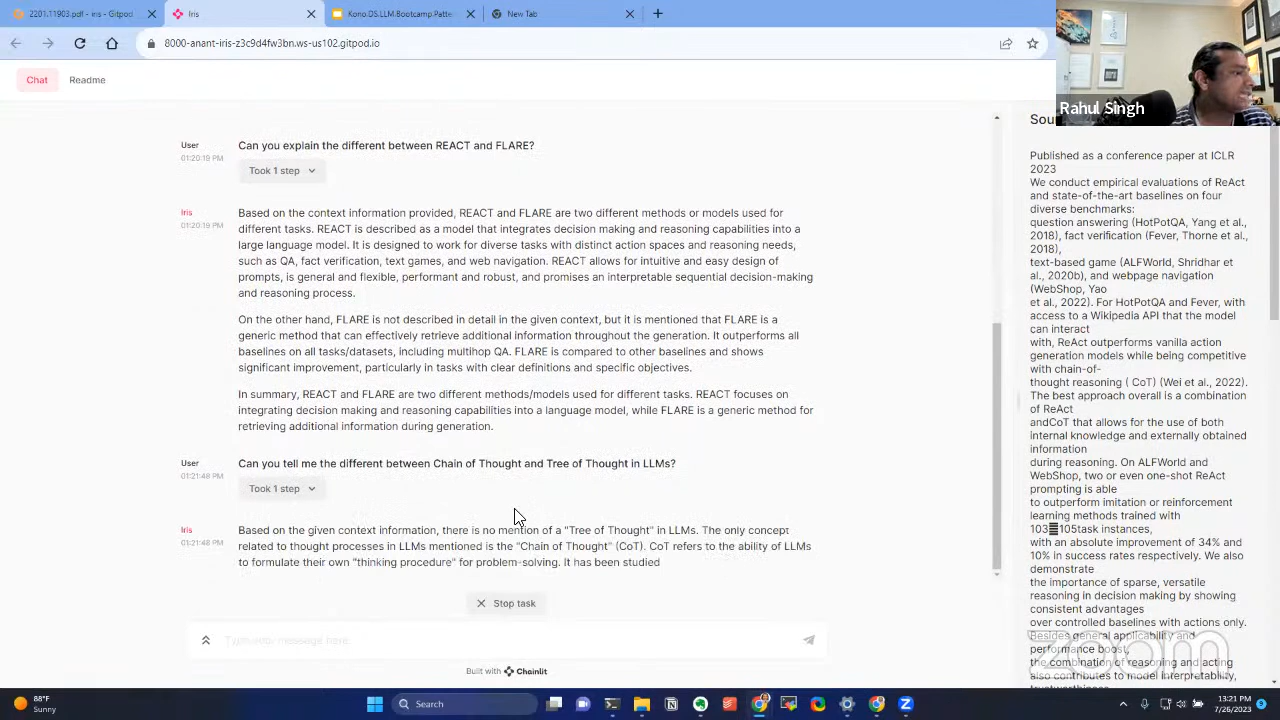 2201.11903.pdf - iris - Gitpod
Iris
Kono.DS.LLM.Bootcamp.Patte
New Tab
8000-anant-iris-z3c9d4fw3bn.ws-us102.gitpod.io
Rahul Singh
Chat
Readme
User
01:20:19 PM
Can you explain the different between REACT and FLARE?
Took 1 step
Iris
01:20:19 PM
Based on the context information provided, REACT and FLARE are two different methods or models used for
different tasks. REACT is described as a model that integrates decision making and reasoning capabilities into a
large language model. It is designed to work for diverse tasks with distinct action spaces and reasoning needs,
such as QA, fact verification, text games, and web navigation. REACT allows for intuitive and easy design of
prompts, is general and flexible, performant and robust, and promises an interpretable sequential decision-making
and reasoning process.
On the other hand, FLARE is not described in detail in the given context, but it is mentioned that FLARE is a
generic method that can effectively retrieve additional information throughout the generation. It outperforms all
baselines on all tasks/datasets, including multihop QA. FLARE is compared to other baselines and shows
significant improvement, particularly in tasks with clear definitions and specific objectives.
In summary, REACT and FLARE are two different methods/models used for different tasks. REACT focuses on
integrating decision making and reasoning capabilities into a language model, while FLARE is a generic method for
retrieving additional information during generation.
User
01:21:48 PM
Can you tell me the different between Chain of Thought and Tree of Thought in LLMs?
Took 1 step
Iris
01:21:48 PM
Based on the given context information, there is no mention of a "Tree of Thought" in LLMs. The only concept
related to thought processes in LLMs mentioned is the "Chain of Thought" (CoT). CoT refers to the ability of LLMs
to formulate their own "thinking procedure" for problem-solving. It has been studied
Stop task
Type your message here
Built with Chainlit
Sou
Published as a conference paper at ICLR
2023
We conduct empirical evaluations of ReAct
and state-of-the-art baselines on four
diverse benchmarks:
question answering (HotPotQA, Yang et al.,
2018), fact verification (Fever, Thorne et al.,
2018),
text-based game (ALFWorld, Shridhar et
al., 2020b), and webpage navigation
(WebShop, Yao
et al., 2022). For HotPotQA and Fever, with
access to a Wikipedia API that the model
can interact
with, ReAct outperforms vanilla action
generation models while being competitive
with chain-of-
thought reasoning ( CoT) (Wei et al., 2022).
The best approach overall is a combination
of ReAct
andCoT that allows for the use of both
internal knowledge and externally obtained
information
during reasoning. On ALFWorld and
WebShop, two or even one-shot ReAct
prompting is able
to outperform imitation or reinforcement
learning methods trained with
103 105task instances,
with an absolute improvement of 34% and
10% in success rates respectively. We also
demonstrate
the importance of sparse, versatile
reasoning in decision making by showing
consistent advantages
over controlled baselines with actions only.
Besides general applicability and
performance boost,
the combination of reasoning and acting
also contributes to model interpretability,
trustworthiness
zoom
88°F
Sunny
Search
13:21
7/26/2023